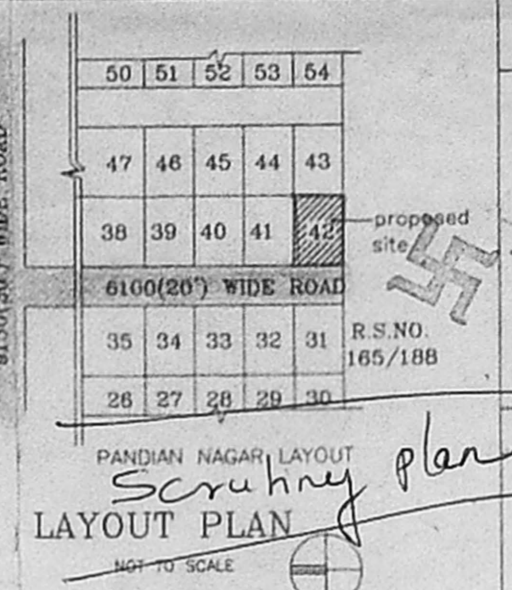 50 51 52 53 54
47 46 45 44 43
38 39 40 41 42
proposed
site
6100(20') WIDE ROAD
WIDE ROAD
35 34 33 32 31
R.S.NO.
165/188
26 27 28 29 30
PANDIAN NAGAR LAYOUT
Scrutiny plan
LAYOUT PLAN
NOT TO SCALE